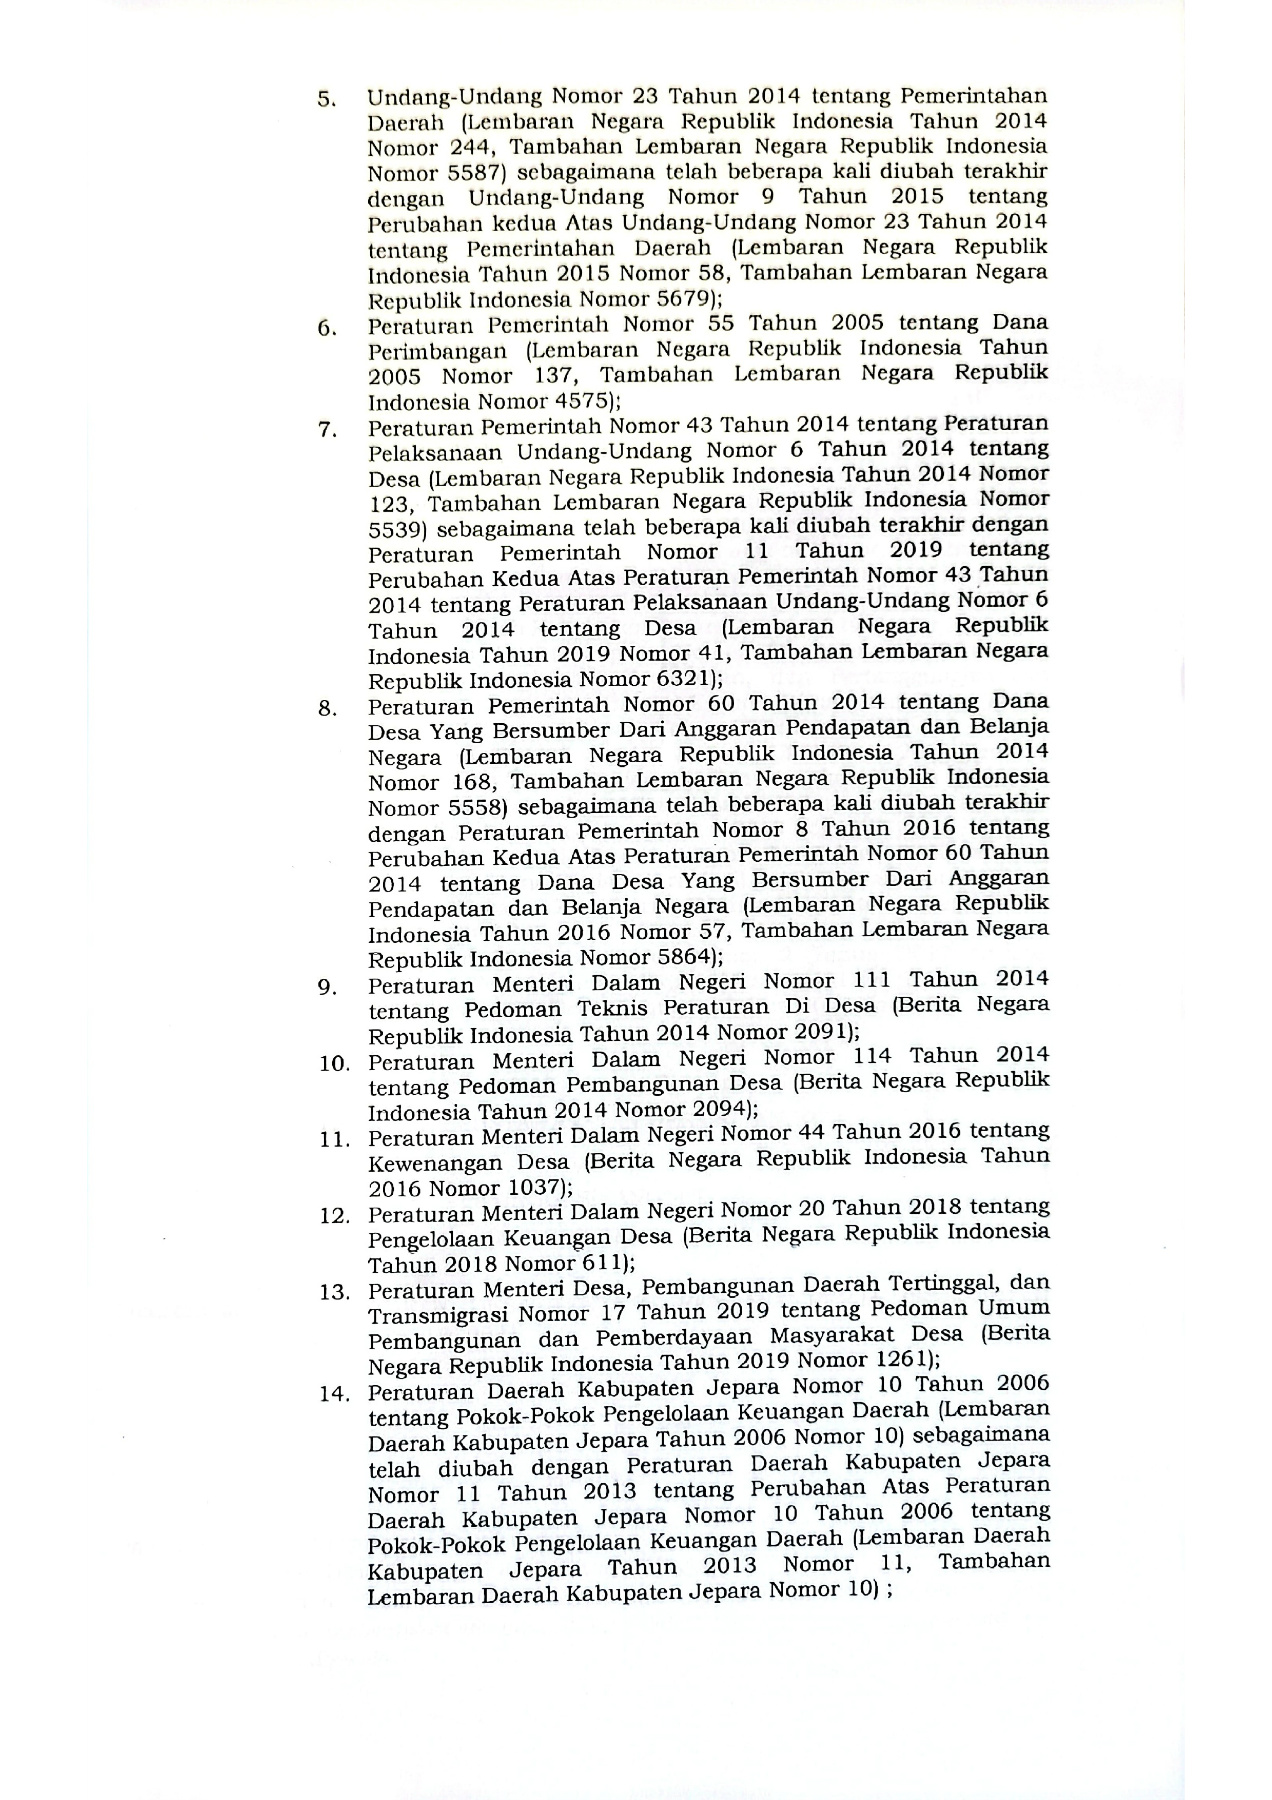 5. Undang-Undang Nomor 23 Tahun 2014 tentang Pemerintahan
Daerah (Lembaran Negara Republik Indonesia Tahun 2014
Nomor 244, Tambahan Lembaran Negara Republik Indonesia
Nomor 5587) sebagaimana telah beberapa kali diubah terakhir
dengan Undang-Undang Nomor 9 Tahun 2015 tentang
Perubahan kedua Atas Undang-Undang Nomor 23 Tahun 2014
tentang Pemerintahan Daerah (Lembaran Negara Republik
Indonesia Tahun 2015 Nomor 58, Tambahan Lembaran Negara
Republik Indonesia Nomor 5679);
6. Peraturan Pemerintah Nomor 55 Tahun 2005 tentang Dana
Perimbangan (Lembaran Negara Republik Indonesia Tahun
2005 Nomor 137, Tambahan Lembaran Negara Republik
Indonesia Nomor 4575);
7. Peraturan Pemerintah Nomor 43 Tahun 2014 tentang Peraturan
Pelaksanaan Undang-Undang Nomor 6 Tahun 2014 tentang
Desa (Lembaran Negara Republik Indonesia Tahun 2014 Nomor
123, Tambahan Lembaran Negara Republik Indonesia Nomor
5539) sebagaimana telah beberapa kali diubah terakhir dengan
Peraturan Pemerintah Nomor 11 Tahun 2019 tentang
Perubahan Kedua Atas Peraturan Pemerintah Nomor 43 Tahun
2014 tentang Peraturan Pelaksanaan Undang-Undang Nomor 6
Tahun 2014 tentang Desa (Lembaran Negara Republik
Indonesia Tahun 2019 Nomor 41, Tambahan Lembaran Negara
Republik Indonesia Nomor 6321);
8. Peraturan Pemerintah Nomor 60 Tahun 2014 tentang Dana
Desa Yang Bersumber Dari Anggaran Pendapatan dan Belanja
Negara (Lembaran Negara Republik Indonesia Tahun 2014
Nomor 168, Tambahan Lembaran Negara Republik Indonesia
Nomor 5558) sebagaimana telah beberapa kali diubah terakhir
dengan Peraturan Pemerintah Nomor 8 Tahun 2016 tentang
Perubahan Kedua Atas Peraturan Pemerintah Nomor 60 Tahun
2014 tentang Dana Desa Yang Bersumber Dari Anggaran
Pendapatan dan Belanja Negara (Lembaran Negara Republik
Indonesia Tahun 2016 Nomor 57, Tambahan Lembaran Negara
Republik Indonesia Nomor 5864);
9. Peraturan Menteri Dalam Negeri Nomor 111 Tahun 2014
tentang Pedoman Teknis Peraturan Di Desa (Berita Negara
Republik Indonesia Tahun 2014 Nomor 2091);
10. Peraturan Menteri Dalam Negeri Nomor 114 Tahun 2014
tentang Pedoman Pembangunan Desa (Berita Negara Republik
Indonesia Tahun 2014 Nomor 2094);
11. Peraturan Menteri Dalam Negeri Nomor 44 Tahun 2016 tentang
Kewenangan Desa (Berita Negara Republik Indonesia Tahun
2016 Nomor 1037);
12. Peraturan Menteri Dalam Negeri Nomor 20 Tahun 2018 tentang
Pengelolaan Keuangan Desa (Berita Negara Republik Indonesia
Tahun 2018 Nomor 611);
13. Peraturan Menteri Desa, Pembangunan Daerah Tertinggal, dan
Transmigrasi Nomor 17 Tahun 2019 tentang Pedoman Umum
Pembangunan dan Pemberdayaan Masyarakat Desa (Berita
Negara Republik Indonesia Tahun 2019 Nomor 1261);
14. Peraturan Daerah Kabupaten Jepara Nomor 10 Tahun 2006
tentang Pokok-Pokok Pengelolaan Keuangan Daerah (Lembaran
Daerah Kabupaten Jepara Tahun 2006 Nomor 10) sebagaimana
telah diubah dengan Peraturan Daerah Kabupaten Jepara
Nomor 11 Tahun 2013 tentang Perubahan Atas Peraturan
Daerah Kabupaten Jepara Nomor 10 Tahun 2006 tentang
Pokok-Pokok Pengelolaan Keuangan Daerah (Lembaran Daerah
Kabupaten Jepara Tahun 2013 Nomor 11, Tambahan
Lembaran Daerah Kabupaten Jepara Nomor 10) ;